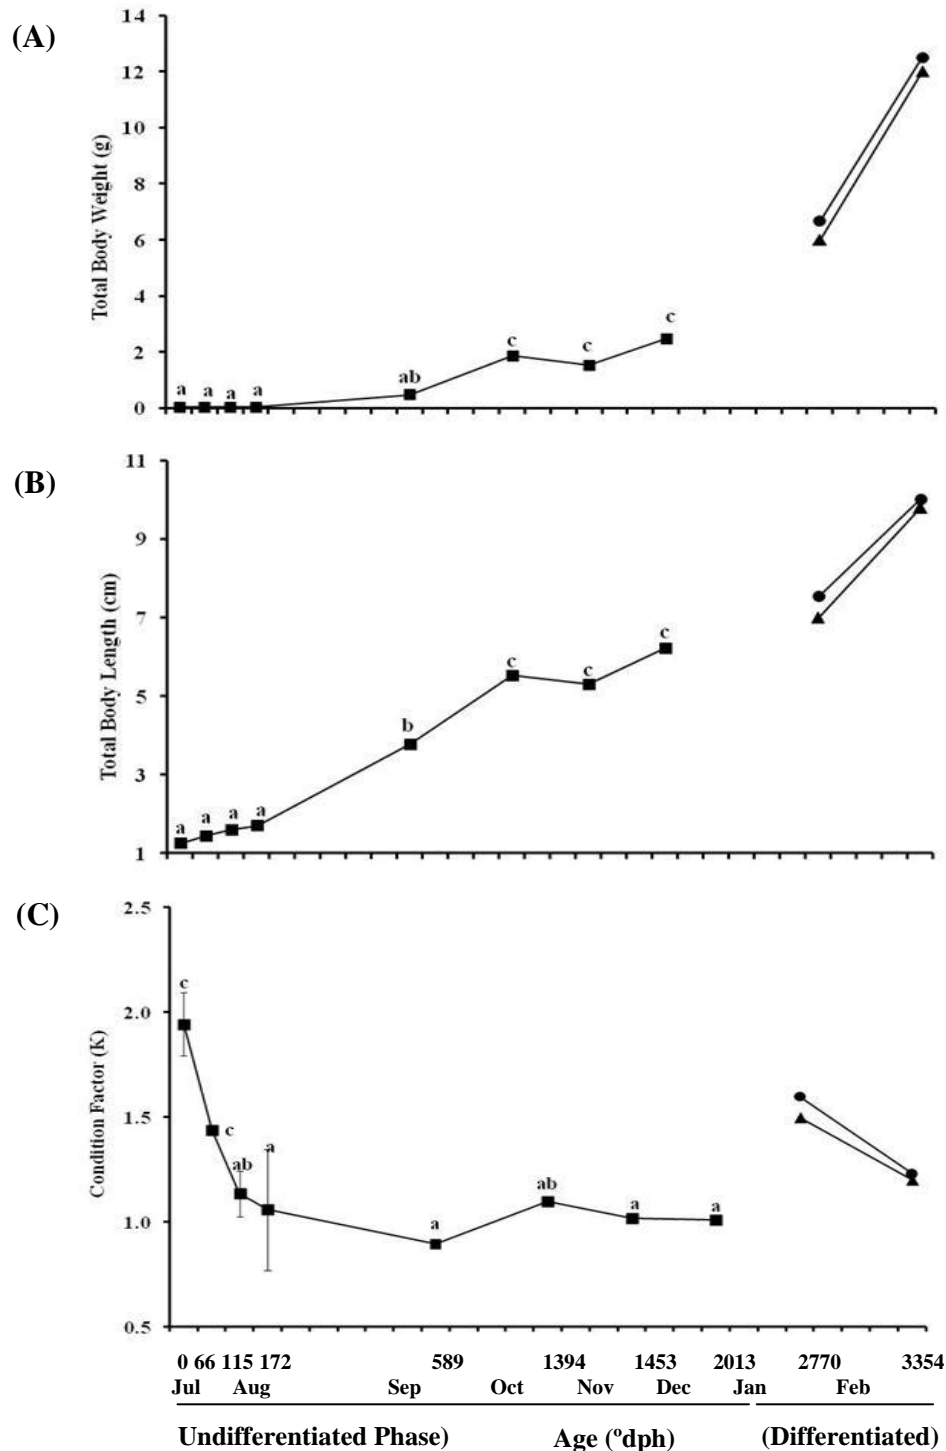 (A)
14
12
10
8
6
4
2
0
Total Body Weight (g)
a a a a ab c c c
(B)
11
9
7
5
3
1
Total Body Length (cm)
a a a a b c c c
(C)
2.5
2.0
1.5
1.0
0.5
Condition Factor (K)
c c ab a a ab a a
0 66 115 172 589 1394 1453 2013 2770 3354
Jul Aug Sep Oct Nov Dec Jan Feb
Undifferentiated Phase) Age (ºdph) (Differentiated)